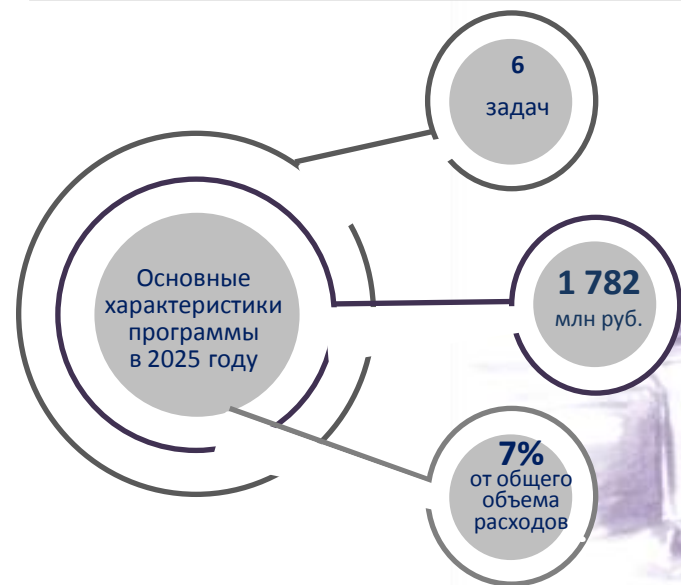 6
задач
Основные
характеристики
программы
в 2025 году
1 782
млн руб.
7%
от общего
объема
расходов